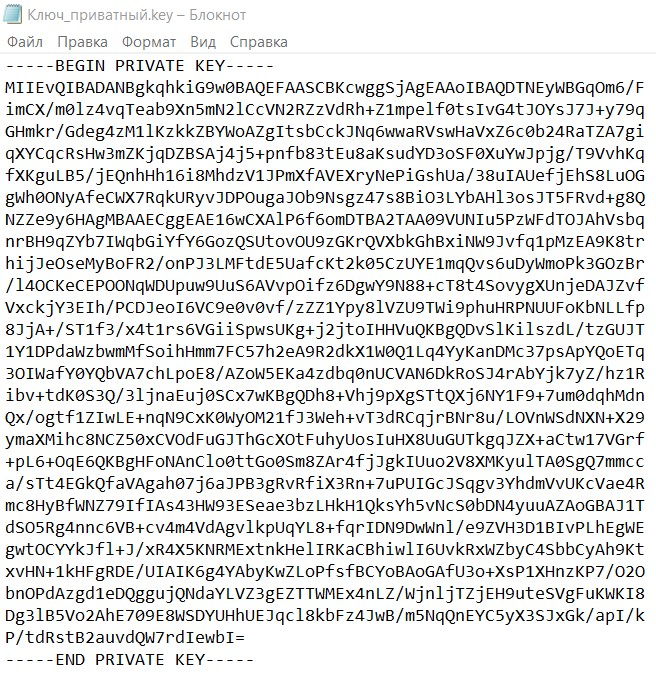 Ключ_приватный.key – Блокнот
Файл Правка Формат Вид Справка
-----BEGIN PRIVATE KEY-----
MIIEvQIBADANBgkqhkiG9w0BAQEFAASCBKcwggSjAgEAAoIBAQDTNEyWBGqOm6/F
imCX/m0lz4vqTeab9Xn5mN2lCcVN2RZzVdRh+Z1mpelf0tsIvG4tJOYsJ7J+y79q
GHmkr/Gdeg4zM1lKzkkZBYWoAZgItsbCckJNq6wwaRVswHaVxZ6c0b24RaTZA7gi
qXYCqcRsHw3mZKjqDZBSAj4j5+pnfb83tEu8aKsudYD3oSF0XuYwJpjg/T9VvhKq
fXKguLB5/jEQnhHh16i8MhdzV1JPmXfAVEXryNePiGshUa/38uIAUefjEhS8LuOG
gWh0ONyAfeCWX7RqkURyvJDPOugaJOb9Nsgz47s8BiO3LYbAHl3osJT5FRvd+g8Q
NZZe9y6HAgMBAAECggEAE16wCXAlP6f6omDTBA2TAA09VUNIu5PzWFdTOJAhVsbq
nrBH9qZYb7IWqbGiYfY6GozQSUtovOU9zGKrQVXbkGhBxiNW9Jvfq1pMzEA9K8tr
hijJeOseMyBoFR2/onPJ3LMFtdE5UafcKt2k05CzUYE1mqQvs6uDyWmoPk3GOzBr
/l4OCKeCEPOONqWDUpuw9UuS6AVvpOifz6DgwY9N88+cT8t4SovygXUnjeDAJZvf
VxckjY3EIh/PCDJeoI6VC9e0v0vf/zZZ1Ypy8lVZU9TWi9phuHRPNUUFoKbNLLfp
8JjA+/ST1f3/x4t1rs6VGiiSpwsUKg+j2jtoIHHVuQKBgQDvSlKilszdL/tzGUJT
1Y1DPdaWzbwmMfSoihHmm7FC57h2eA9R2dkX1W0Q1Lq4YyKanDMc37psApYQoETq
3OIWafY0YQbVA7chLpoE8/AZoW5EKa4zdbq0nUCVAN6DkRoSJ4rAbYjk7yZ/hz1R
ibv+tdK0S3Q/3ljnaEuj0SCx7wKBgQDh8+Vhj9pXgSTtQXj6NY1F9+7um0dqhMdn
Qx/ogtf1ZIwLE+nqN9CxK0WyOM21fJ3Weh+vT3dRCqjrBNr8u/LOVnWSdNXN+X29
ymaXMihc8NCZ50xCVOdFuGJThGcXOtFuhyUosIuHX8UuGUTkgqJZX+aCtw17VGrf
+pL6+OqE6QKBgHFoNAnClo0ttGo0Sm8ZAr4fjJgkIUuo2V8XMKyulTA0SgQ7mmcc
a/sTt4EGkQfaVAgah07j6aJPB3gRvRfiX3Rn+7uPUIGcJSqgv3YhdmVvUKcVae4R
mc8HyBfWNZ79IfIAs43HW93ESeae3bzLHkH1QksYh5vNcS0bDN4yuuAZAoGBAJ1T
dSO5Rg4nnc6VB+cv4m4VdAgvlkpUqYL8+fqrIDN9DwWnl/e9ZVH3D1BIvPLhEgWE
gwtOCYYkJfl+J/xR4X5KNRMExtnkHelIRKaCBhiwlI6UvkRxWZbyC4SbbCyAh9Kt
xvHN+1kHFgRDE/UIAIK6g4YAbyKwZLoPfsfBCYoBAoGAfU3o+XsP1XHnzKP7/O2O
bnOPdAzgd1eDQggujQNdaYLVZ3gEZTTWMEx4nLZ/WjnljTZjEH9uteSVgFuKWKI8
Dg3lB5Vo2AhE709E8WSDYUHhUEJqcl8kbFz4JwB/m5NqQnEYC5yX3SJxGk/apI/k
P/tdRstB2auvdQW7rdIewbI=
-----END PRIVATE KEY-----